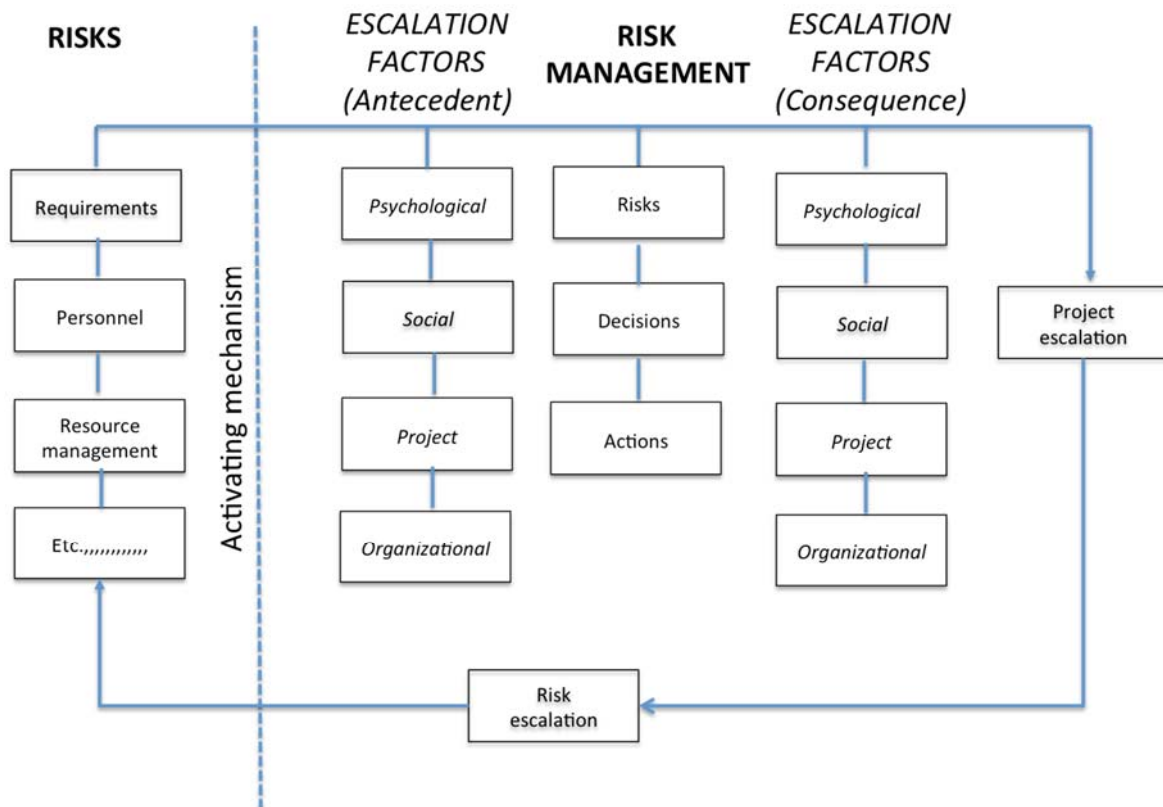 RISKS
ESCALATION
FACTORS
(Antecedent)
RISK
MANAGEMENT
ESCALATION
FACTORS
(Consequence)
Requirements
Personnel
Resource
management
Etc.,,,,,,,,,,,,,
Activating mechanism
Psychological
Social
Project
Organizational
Risks
Decisions
Actions
Psychological
Social
Project
Organizational
Project
escalation
Risk
escalation